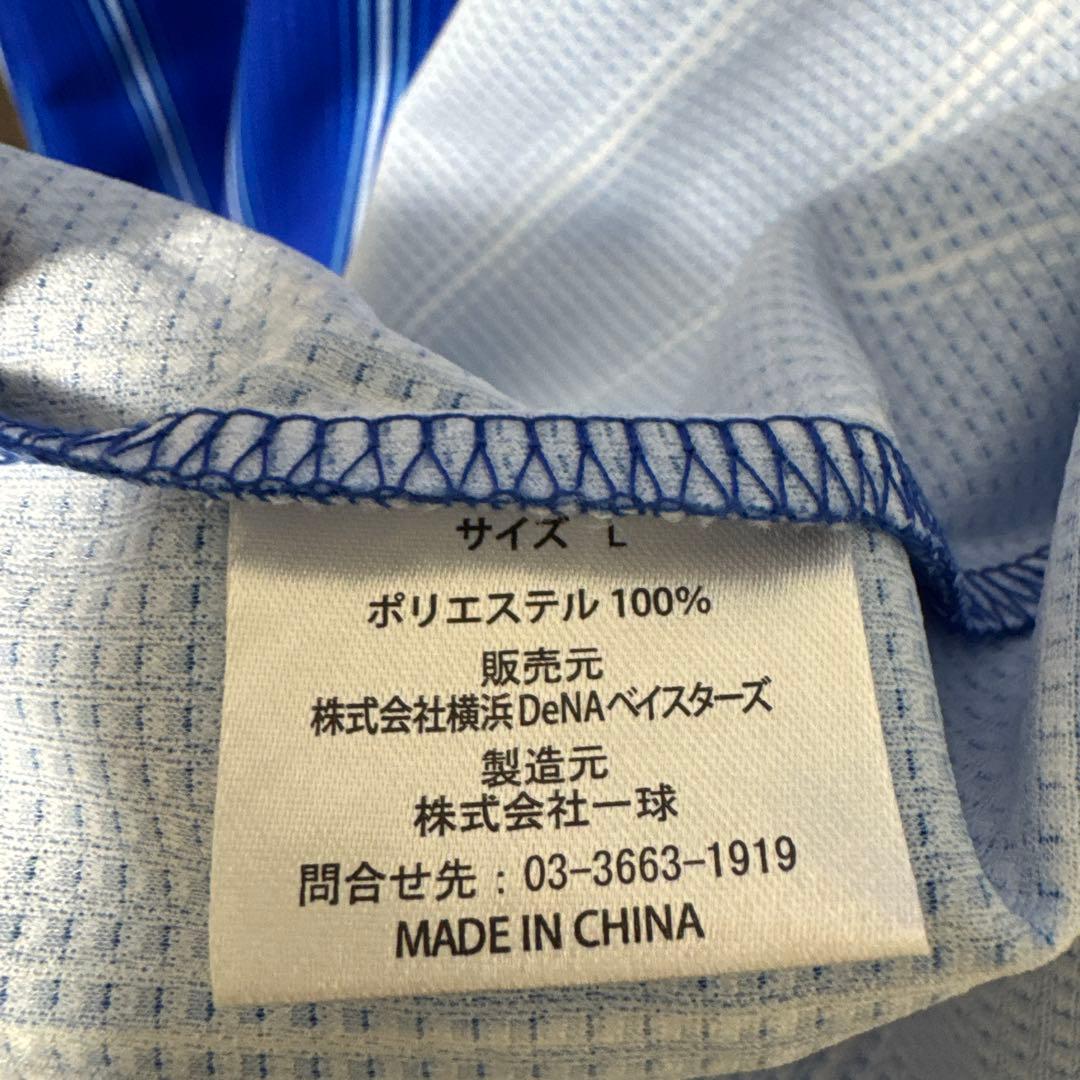 サイズ L
ポリエステル 100%
販売元
株式会社横浜DeNAベイスターズ
製造元
株式会社一球
問合せ先：03-3663-1919
MADE IN CHINA